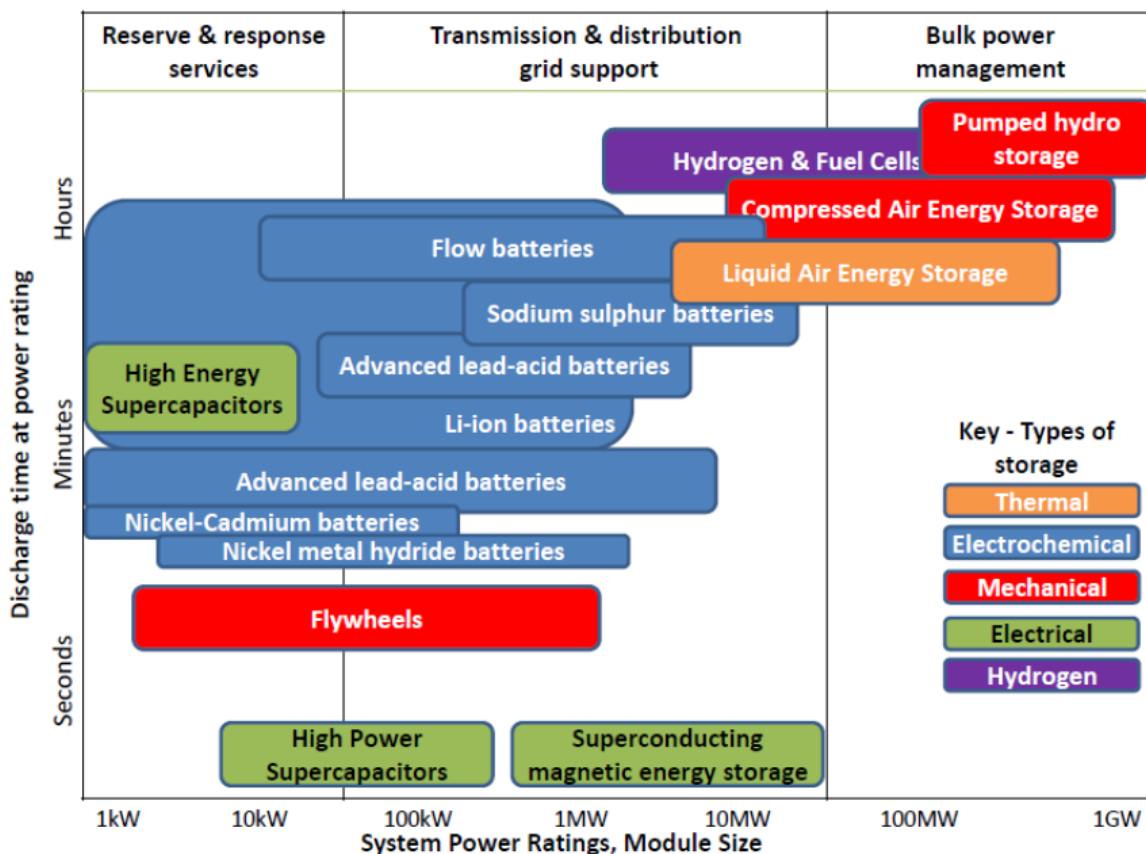 Reserve & response
services
Transmission & distribution
grid support
Bulk power
management
Pumped hydro
storage
Hydrogen & Fuel Cells
Compressed Air Energy Storage
Flow batteries
Liquid Air Energy Storage
Sodium sulphur batteries
Advanced lead-acid batteries
High Energy
Supercapacitors
Li-ion batteries
Advanced lead-acid batteries
Nickel-Cadmium batteries
Nickel metal hydride batteries
Flywheels
High Power
Supercapacitors
Superconducting
magnetic energy storage
Key - Types of
storage
Thermal
Electrochemical
Mechanical
Electrical
Hydrogen
Discharge time at power rating
Hours
Minutes
Seconds
1kW 10kW 100kW 1MW 10MW 100MW 1GW
System Power Ratings, Module Size